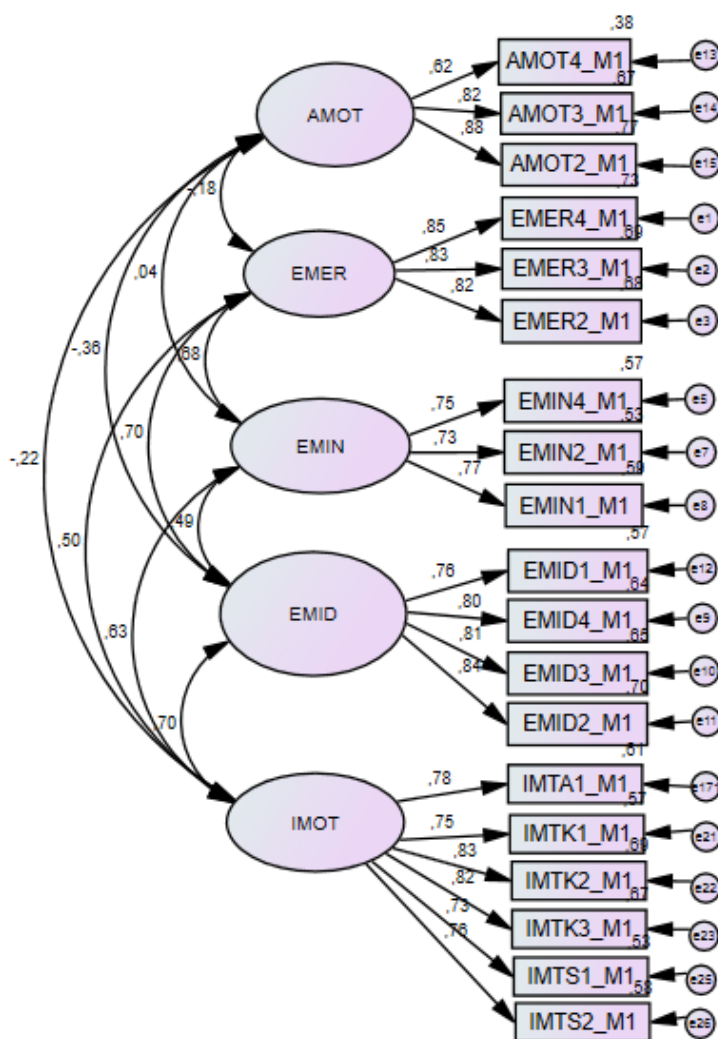 ,38
,62
AMOT4_M1
e13
,67
,82
AMOT3_M1
e14
AMOT
,77
,88
AMOT2_M1
e15
,73
-,18
,85
EMER4_M1
e1
,69
EMER
,83
EMER3_M1
e2
,68
,04
,82
EMER2_M1
e3
-,36
,68
,57
,75
EMIN4_M1
e5
,53
,70
EMIN
,73
EMIN2_M1
e7
,59
-,22
,77
EMIN1_M1
e8
,49
,57
,50
,76
EMID1_M1
e12
,64
,80
EMID4_M1
e9
EMID
,65
,63
,81
EMID3_M1
e10
,70
,84
EMID2_M1
e11
,70
,61
,78
IMTA1_M1
e17
,57
IMOT
,75
IMTK1_M1
e21
,69
,83
IMTK2_M1
e22
,67
,82
IMTK3_M1
e23
,53
,73
IMTS1_M1
e25
,58
,76
IMTS2_M1
e26